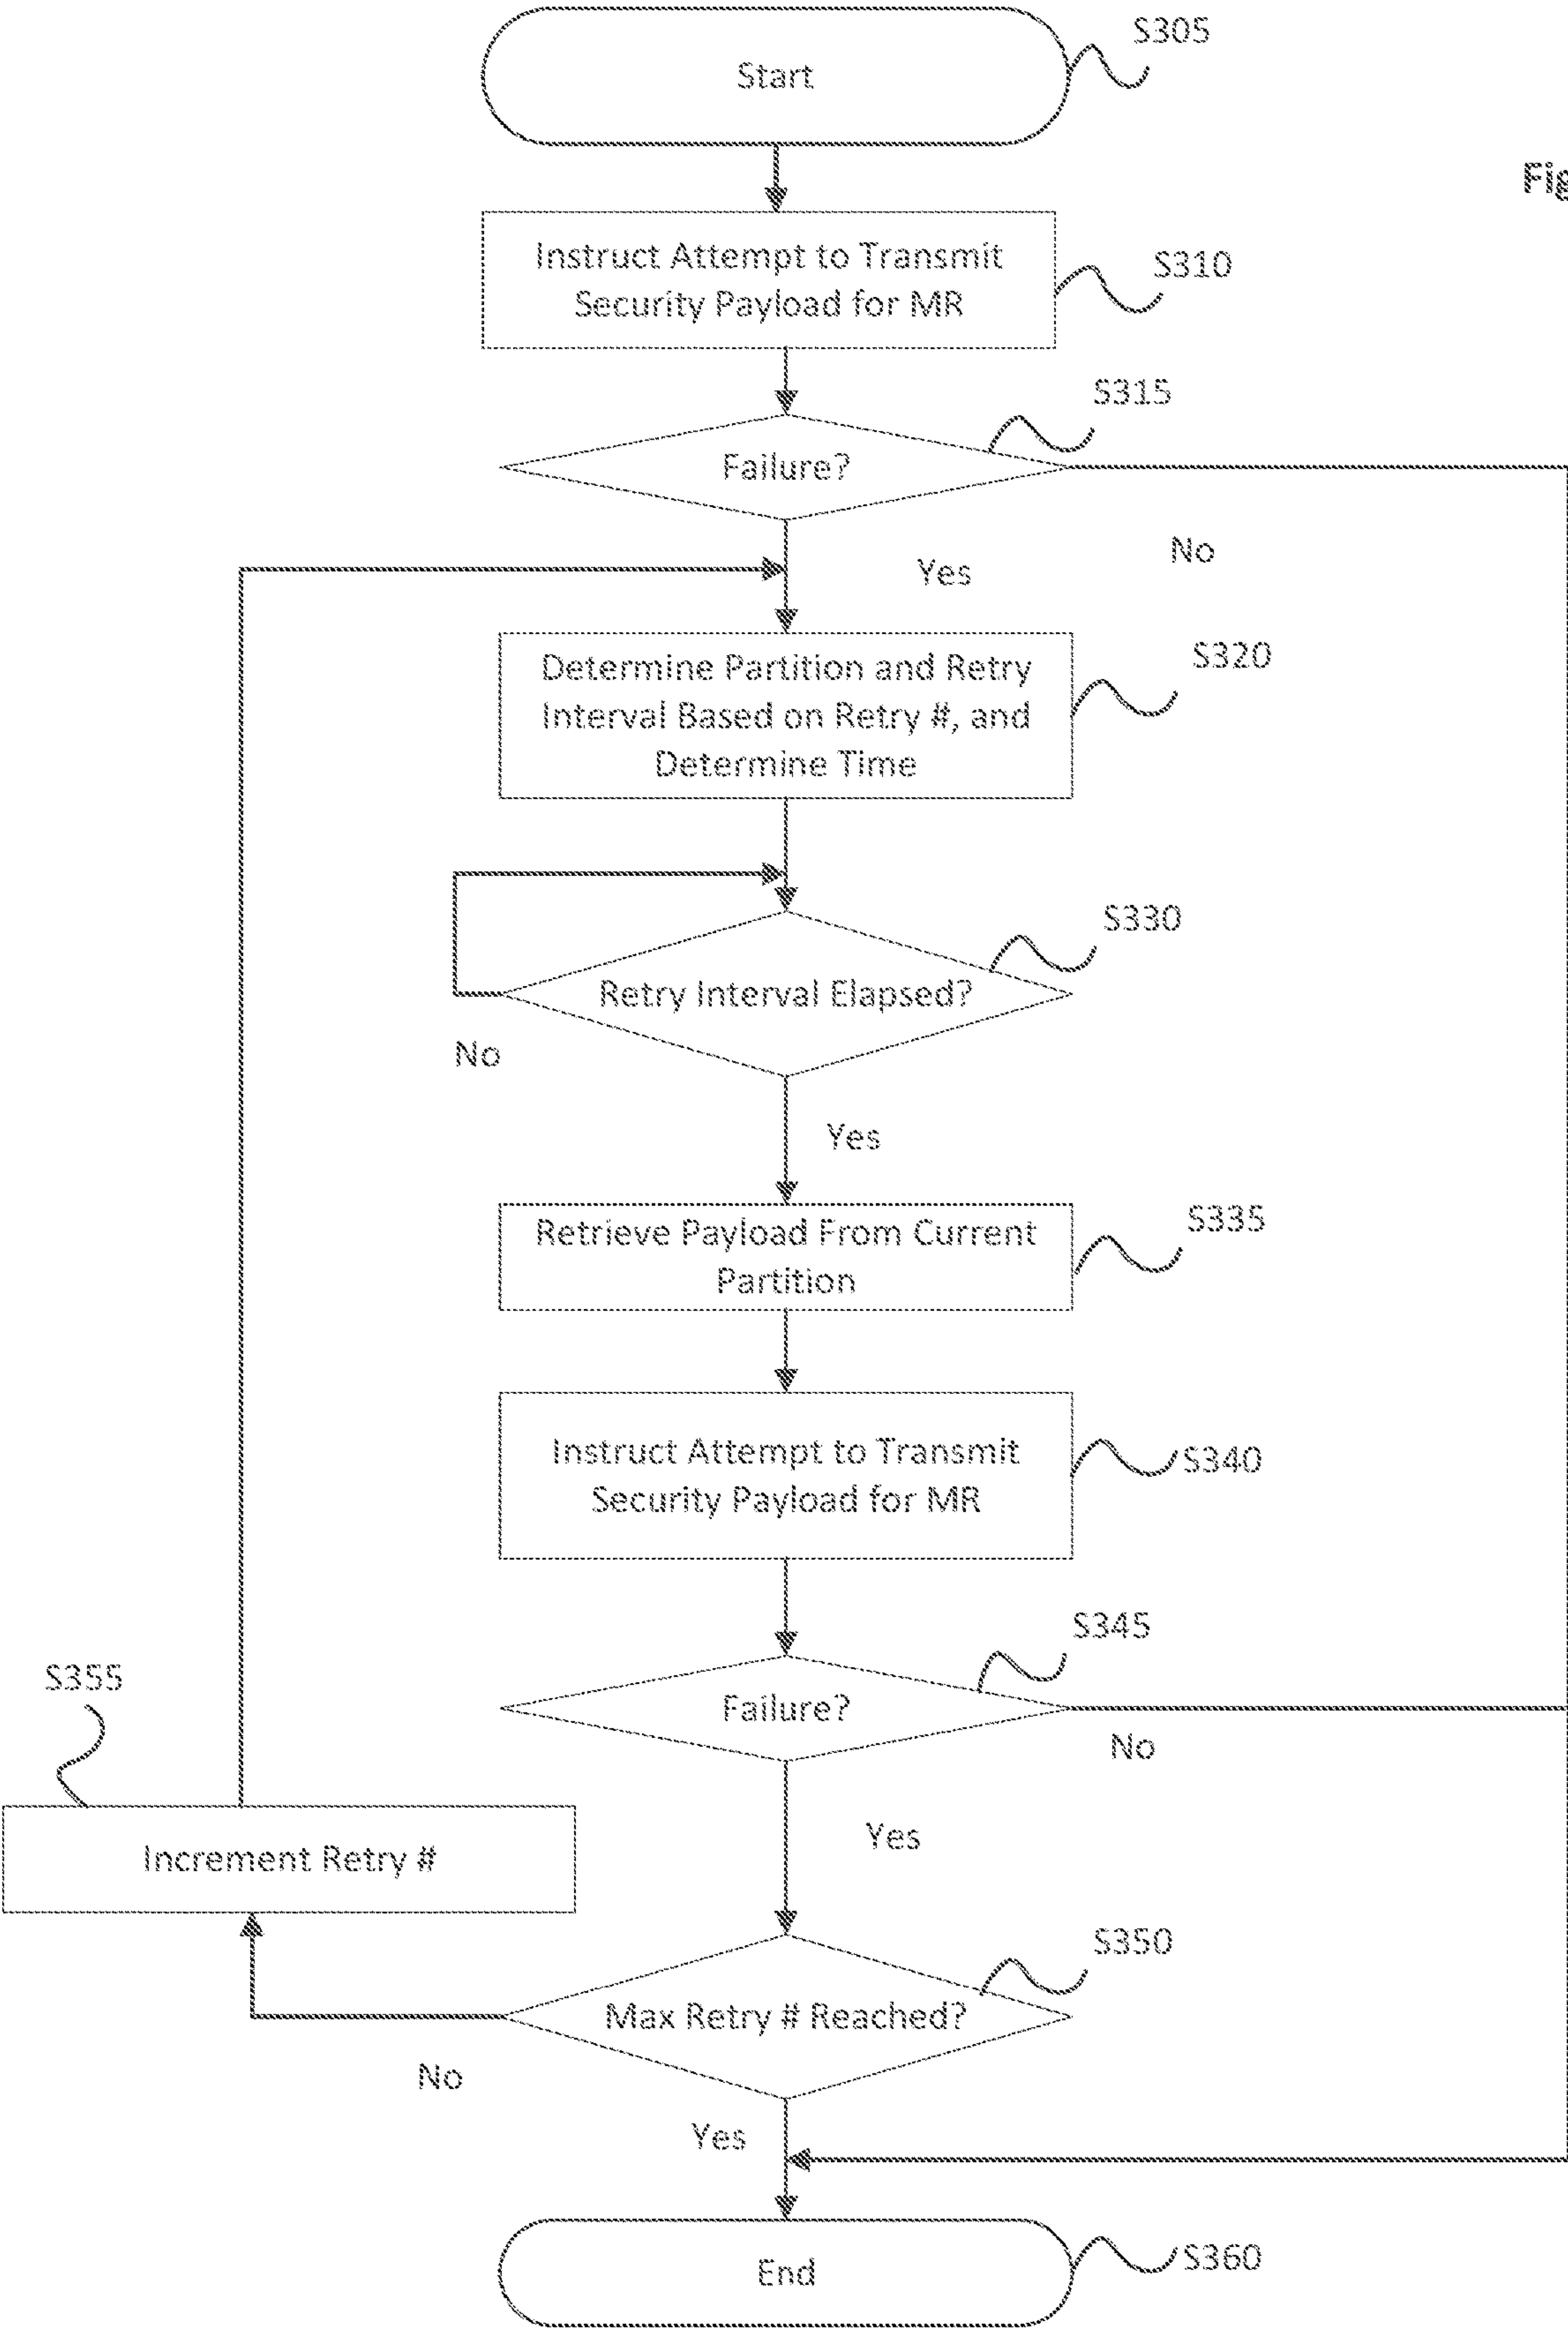 Start
S305
Fig
Instruct Attempt to Transmit
Security Payload for MR
S310
S315
Failure?
No
Yes
Determine Partition and Retry
Interval Based on Retry #, and
Determine Time
S320
S330
Retry Interval Elapsed?
No
Yes
Retrieve Payload From Current
Partition
S335
Instruct Attempt to Transmit
Security Payload for MR
S340
S345
Failure?
No
Yes
S355
Increment Retry #
S350
Max Retry # Reached?
No
Yes
End
S360